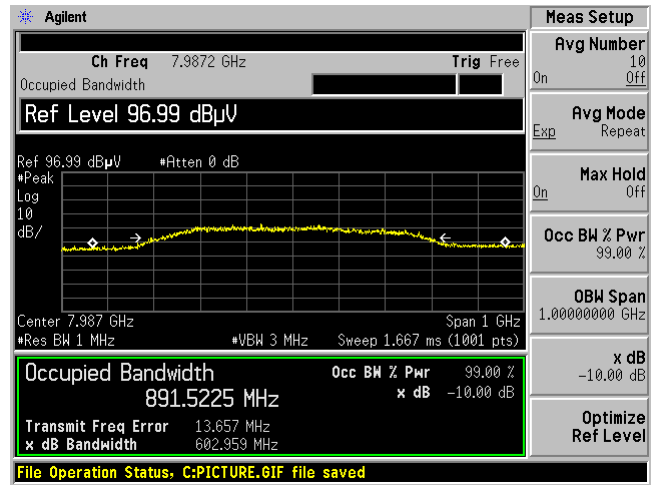 Agilent
Ch Freq 7.9872 GHz Trig Free
Occupied Bandwidth
Ref Level 96.99 dBµV
Ref 96.99 dBµV #Atten 0 dB
#Peak
Log
10
dB/
Center 7.987 GHz Span 1 GHz
#Res BW 1 MHz #VBW 3 MHz Sweep 1.667 ms (1001 pts)
Occupied Bandwidth Occ BW % Pwr 99.00 %
891.5225 MHz x dB -10.00 dB
Transmit Freq Error 13.657 MHz
x dB Bandwidth 602.959 MHz
File Operation Status, C:PICTURE.GIF file saved
Meas Setup
Avg Number
10
On Off
Avg Mode
Exp Repeat
Max Hold
On Off
Occ BW % Pwr
99.00 %
OBW Span
1.00000000 GHz
x dB
-10.00 dB
Optimize
Ref Level